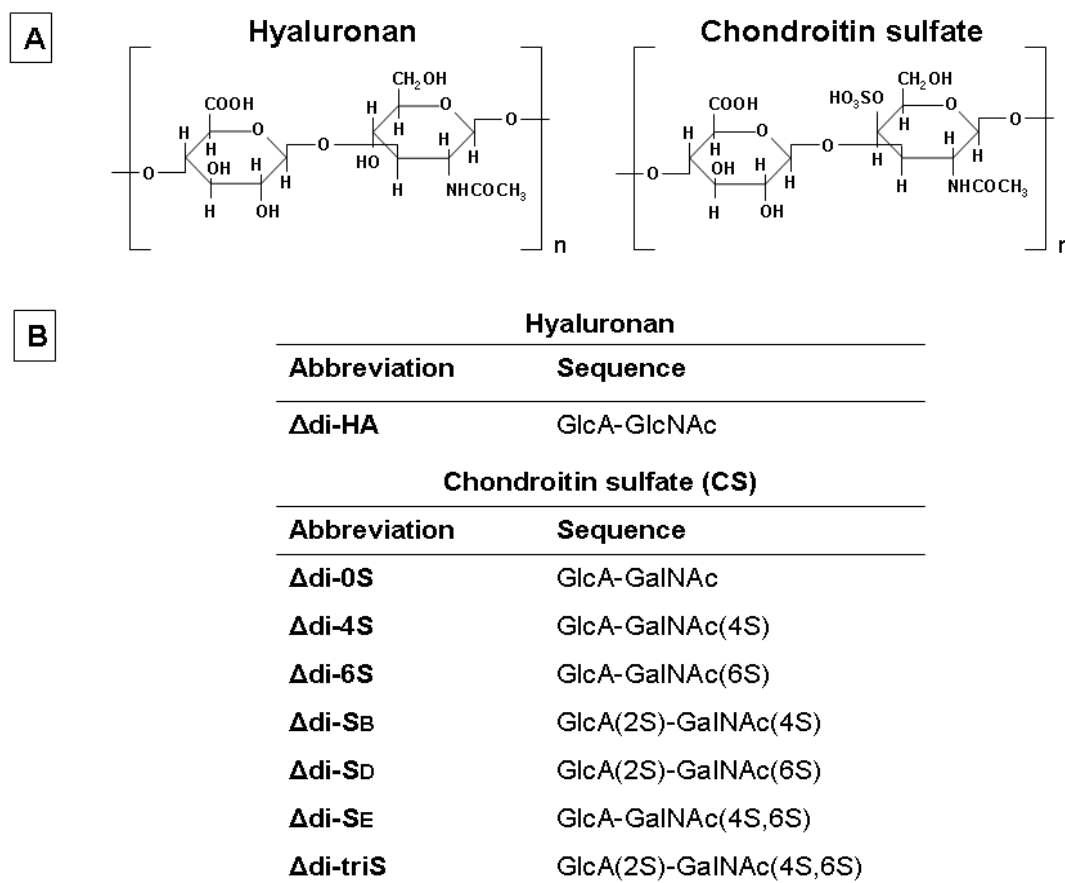 A
Hyaluronan
Chondroitin sulfate
CH2OH
COOH
H
O
H
O
H
H
O
O
H
OH
H
O
HO
H
H
NHCOCH3
H
OH
n
CH2OH
HO3SO
COOH
H
O
H
O
H
H
O
O
H
OH
H
O
H
H
H
NHCOCH3
H
OH
n
B
Hyaluronan
Abbreviation Sequence
Δdi-HA GlcA-GlcNAc
Chondroitin sulfate (CS)
Abbreviation Sequence
Δdi-0S GlcA-GalNAc
Δdi-4S GlcA-GalNAc(4S)
Δdi-6S GlcA-GalNAc(6S)
Δdi-SB GlcA(2S)-GalNAc(4S)
Δdi-SD GlcA(2S)-GalNAc(6S)
Δdi-SE GlcA-GalNAc(4S,6S)
Δdi-triS GlcA(2S)-GalNAc(4S,6S)